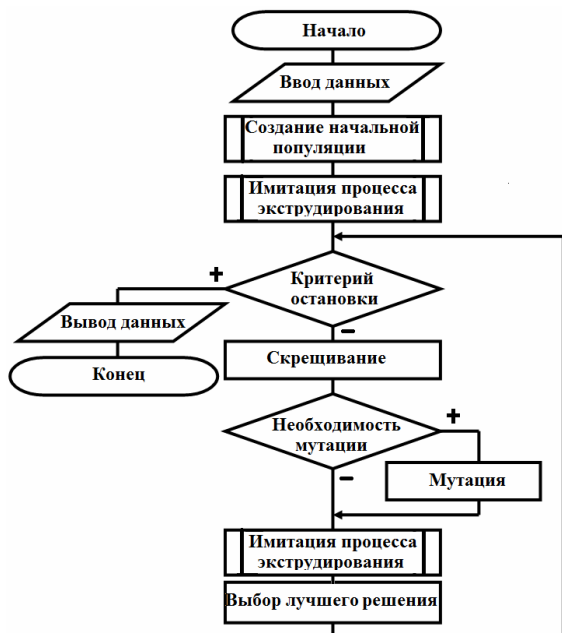 Начало
Ввод данных
Создание начальной
популяции
Имитация процесса
экструдирования
+
Критерий
остановки
Вывод данных
−
Скрещивание
Конец
Необходимость
мутации
+
−
Мутация
Имитация процесса
экструдирования
Выбор лучшего решения